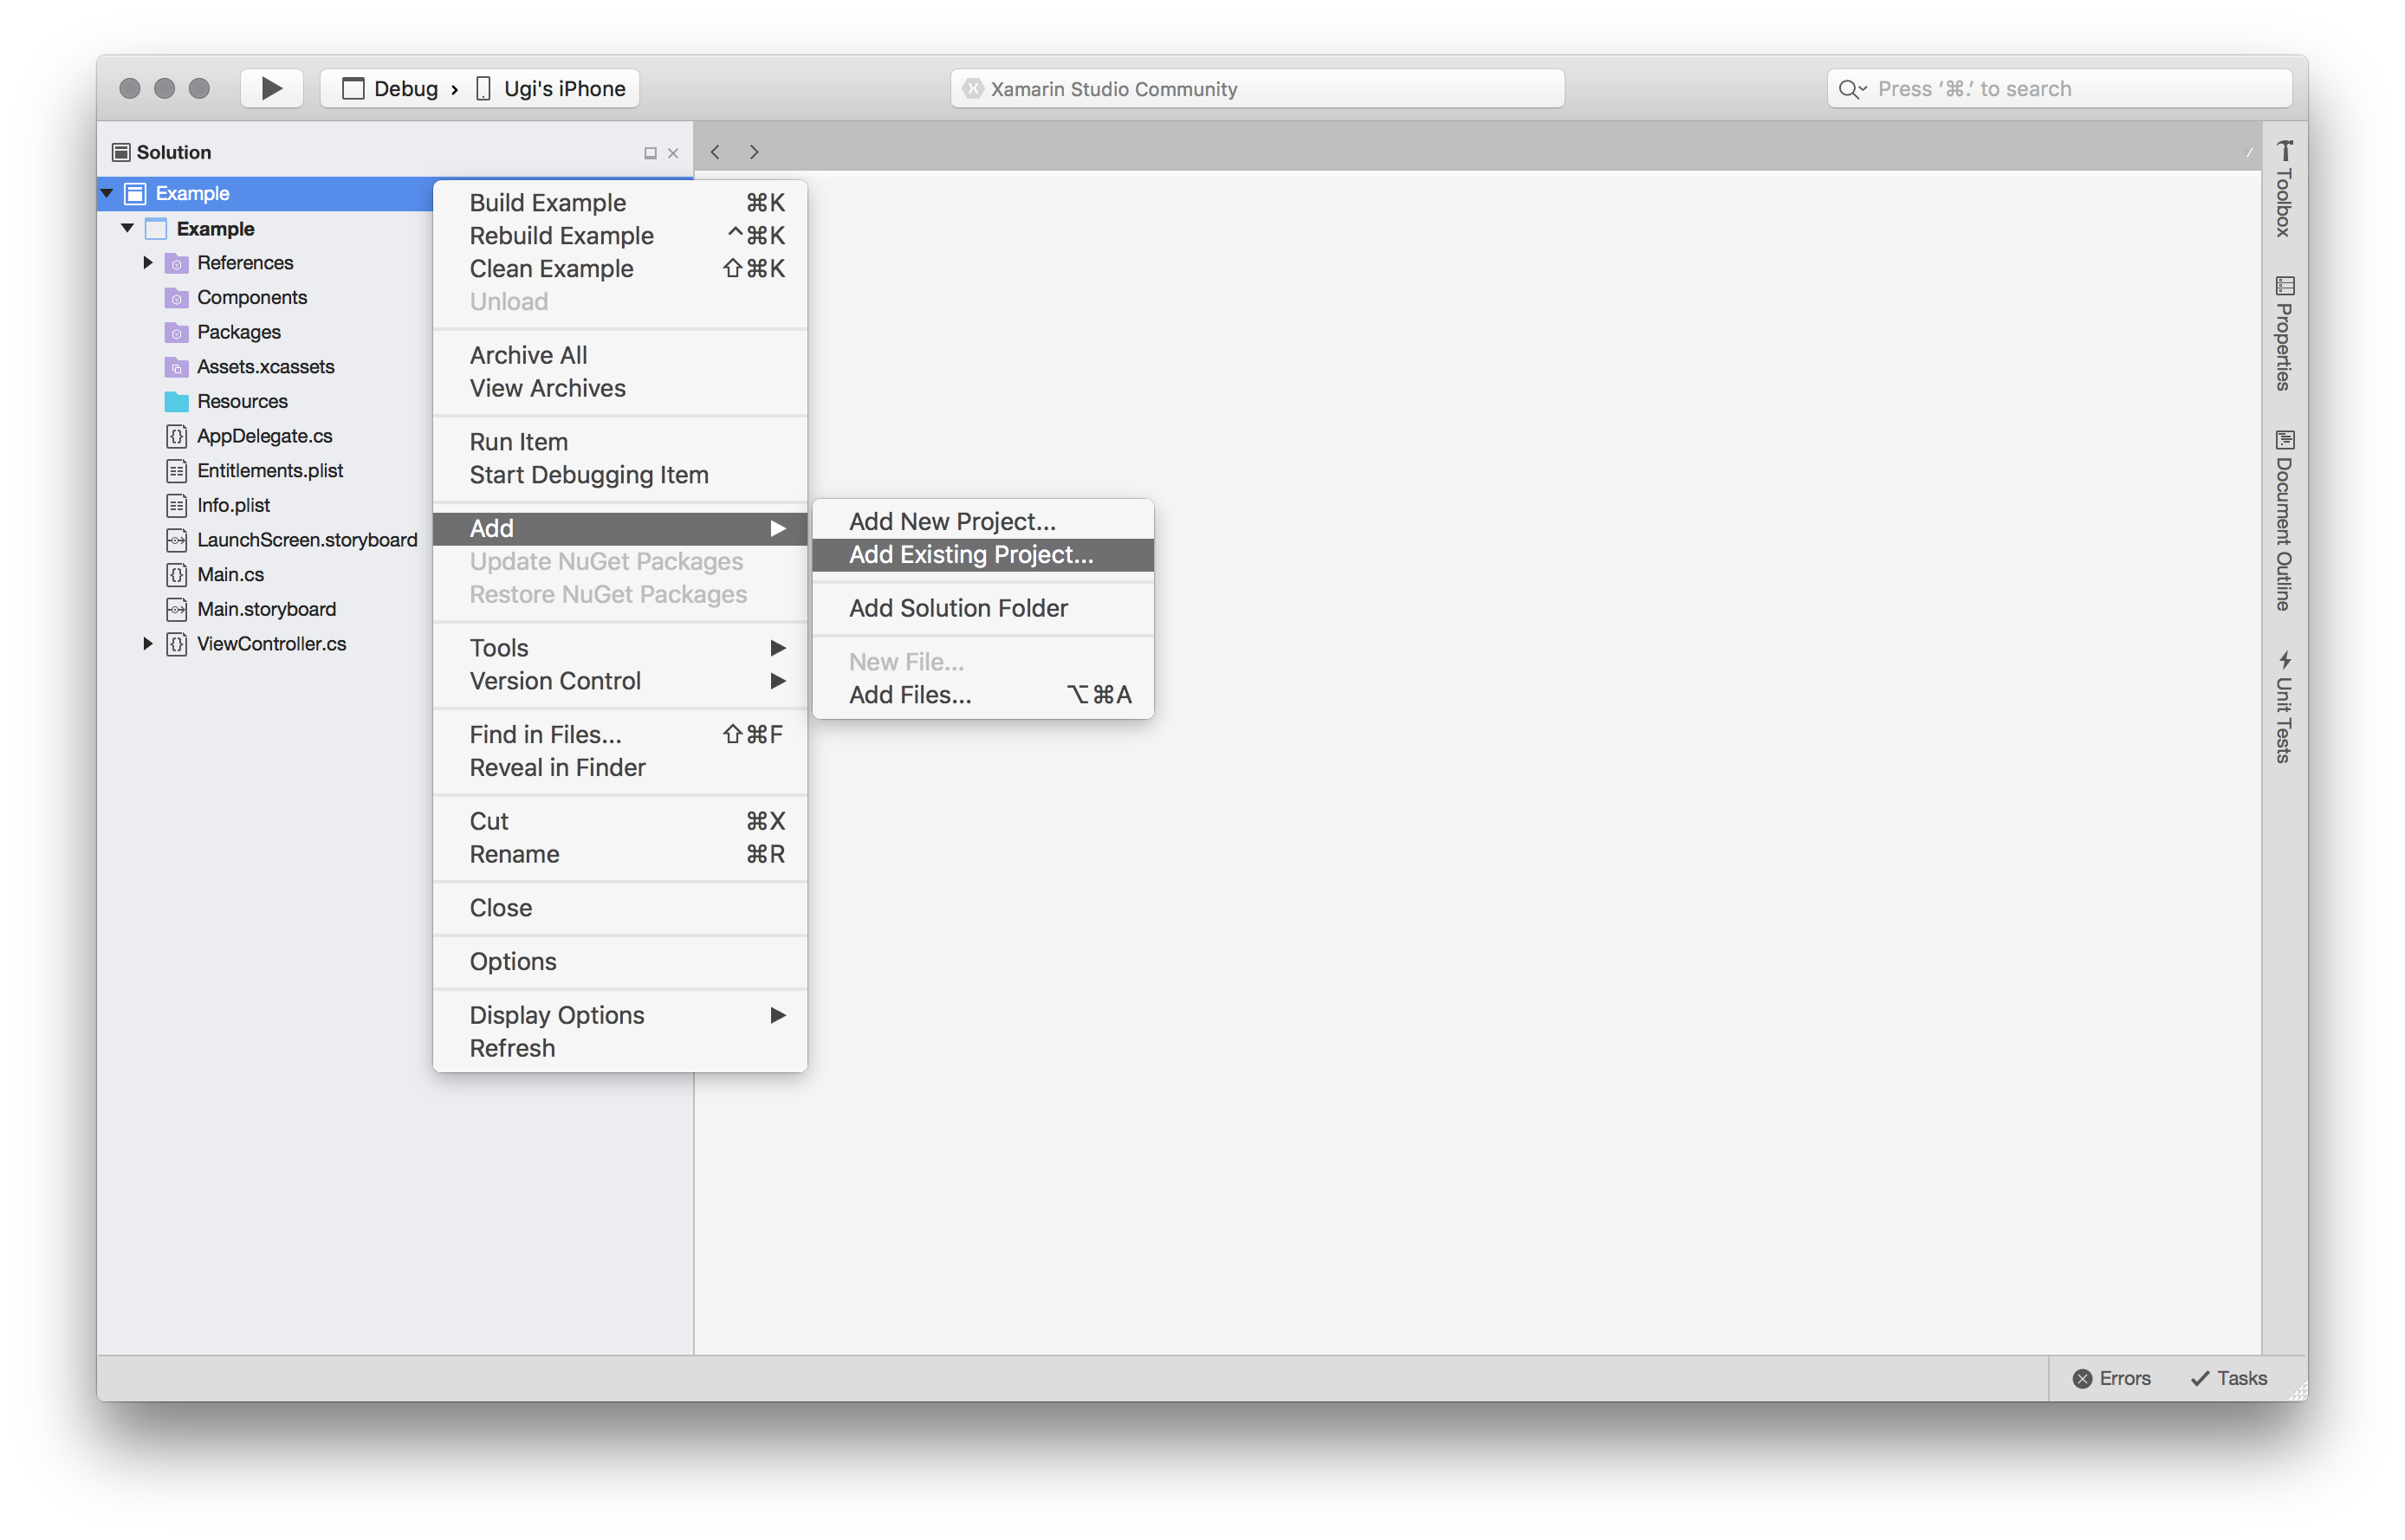 Debug › Ugi's iPhone
Xamarin Studio Community
Press ‘⌘.’ to search
Solution
Example
Example
References
Components
Packages
Assets.xcassets
Resources
AppDelegate.cs
Entitlements.plist
Info.plist
LaunchScreen.storyboard
Main.cs
Main.storyboard
ViewController.cs
Build Example ⌘K
Rebuild Example ^⌘K
Clean Example ⇧⌘K
Unload
Archive All
View Archives
Run Item
Start Debugging Item
Add
Update NuGet Packages
Restore NuGet Packages
Tools
Version Control
Find in Files... ⇧⌘F
Reveal in Finder
Cut ⌘X
Rename ⌘R
Close
Options
Display Options
Refresh
Add New Project...
Add Existing Project...
Add Solution Folder
New File...
Add Files... ⌥⌘A
Toolbox
Properties
Document Outline
Unit Tests
Errors
Tasks